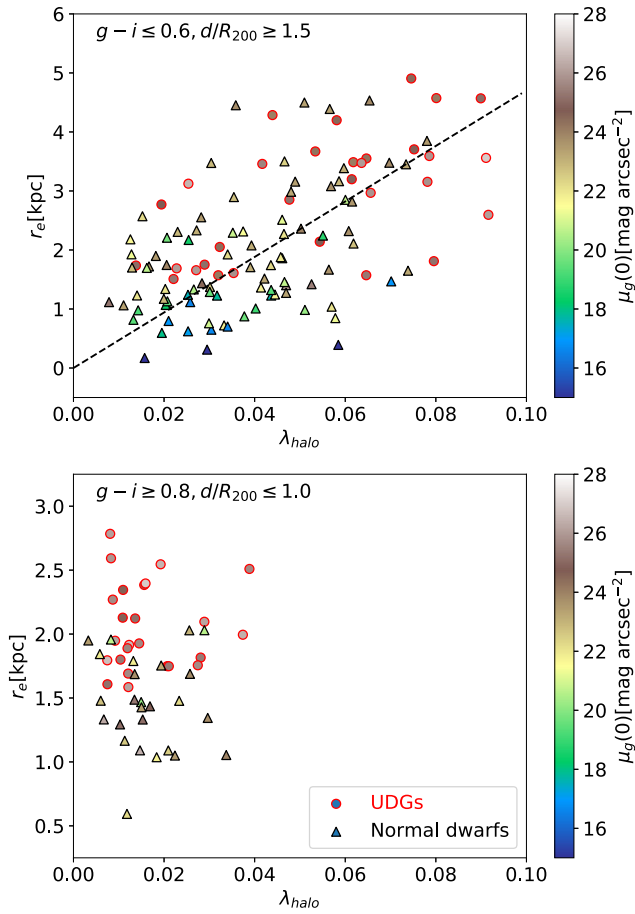 g − i ≤ 0.6, d/R₂₀₀ ≥ 1.5
6
5
4
3
2
1
0
rₑ[kpc]
0.00 0.02 0.04 0.06 0.08 0.10
λₕₐₗₒ
28
26
24
22
20
18
16
μ_g(0)[mag arcsec⁻²]
g − i ≥ 0.8, d/R₂₀₀ ≤ 1.0
3.0
2.5
2.0
1.5
1.0
0.5
rₑ[kpc]
UDGs
Normal dwarfs
0.00 0.02 0.04 0.06 0.08 0.10
λₕₐₗₒ
28
26
24
22
20
18
16
μ_g(0)[mag arcsec⁻²]